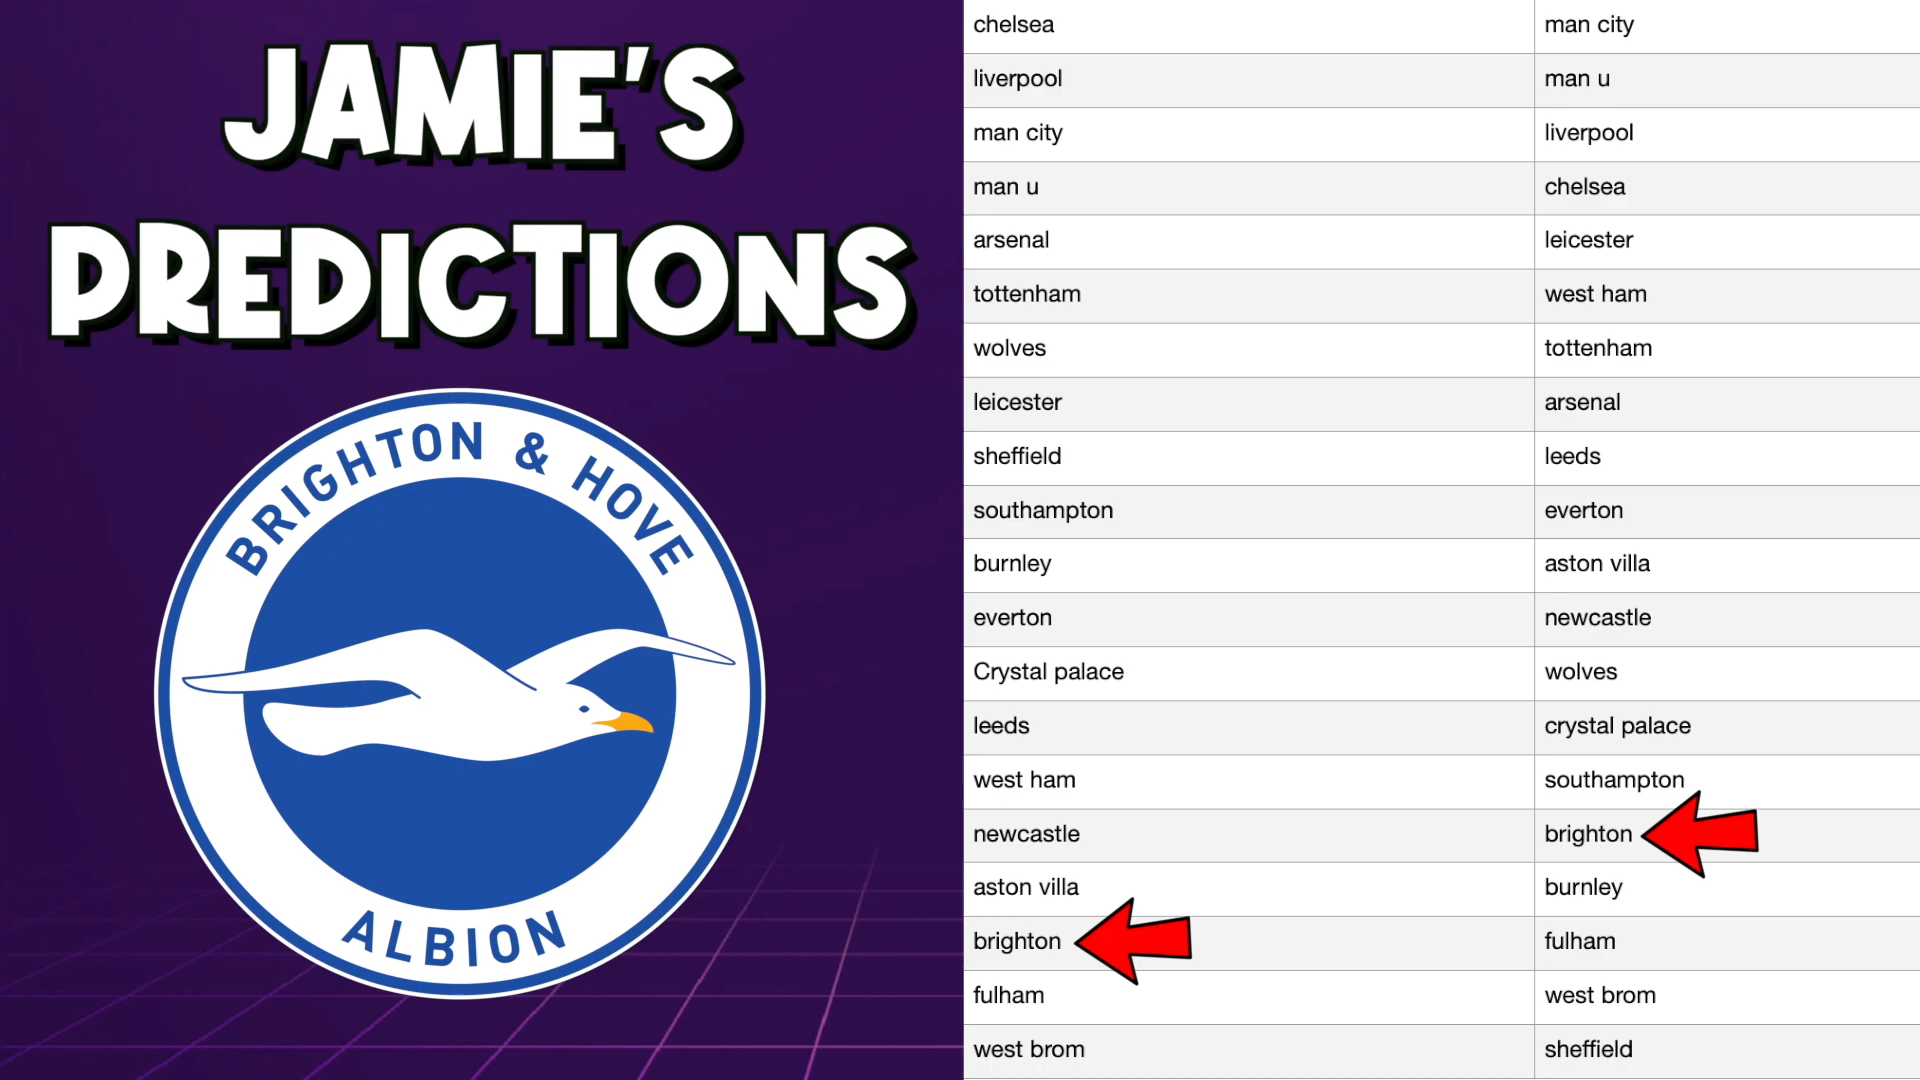 JAMIE'S
PREDICTIONS
BRIGHTON & HOVE
ALBION
chelsea man city
liverpool man u
man city liverpool
man u chelsea
arsenal leicester
tottenham west ham
wolves tottenham
leicester arsenal
sheffield leeds
southampton everton
burnley aston villa
everton newcastle
Crystal palace wolves
leeds crystal palace
west ham southampton
newcastle brighton
aston villa burnley
brighton fulham
fulham west brom
west brom sheffield